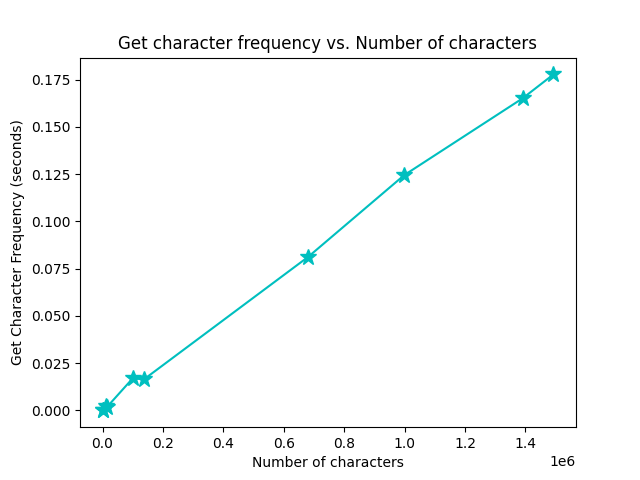 Get character frequency vs. Number of characters
Get Character Frequency (seconds)
0.175
0.150
0.125
0.100
0.075
0.050
0.025
0.000
0.0 0.2 0.4 0.6 0.8 1.0 1.2 1.4
1e6
Number of characters